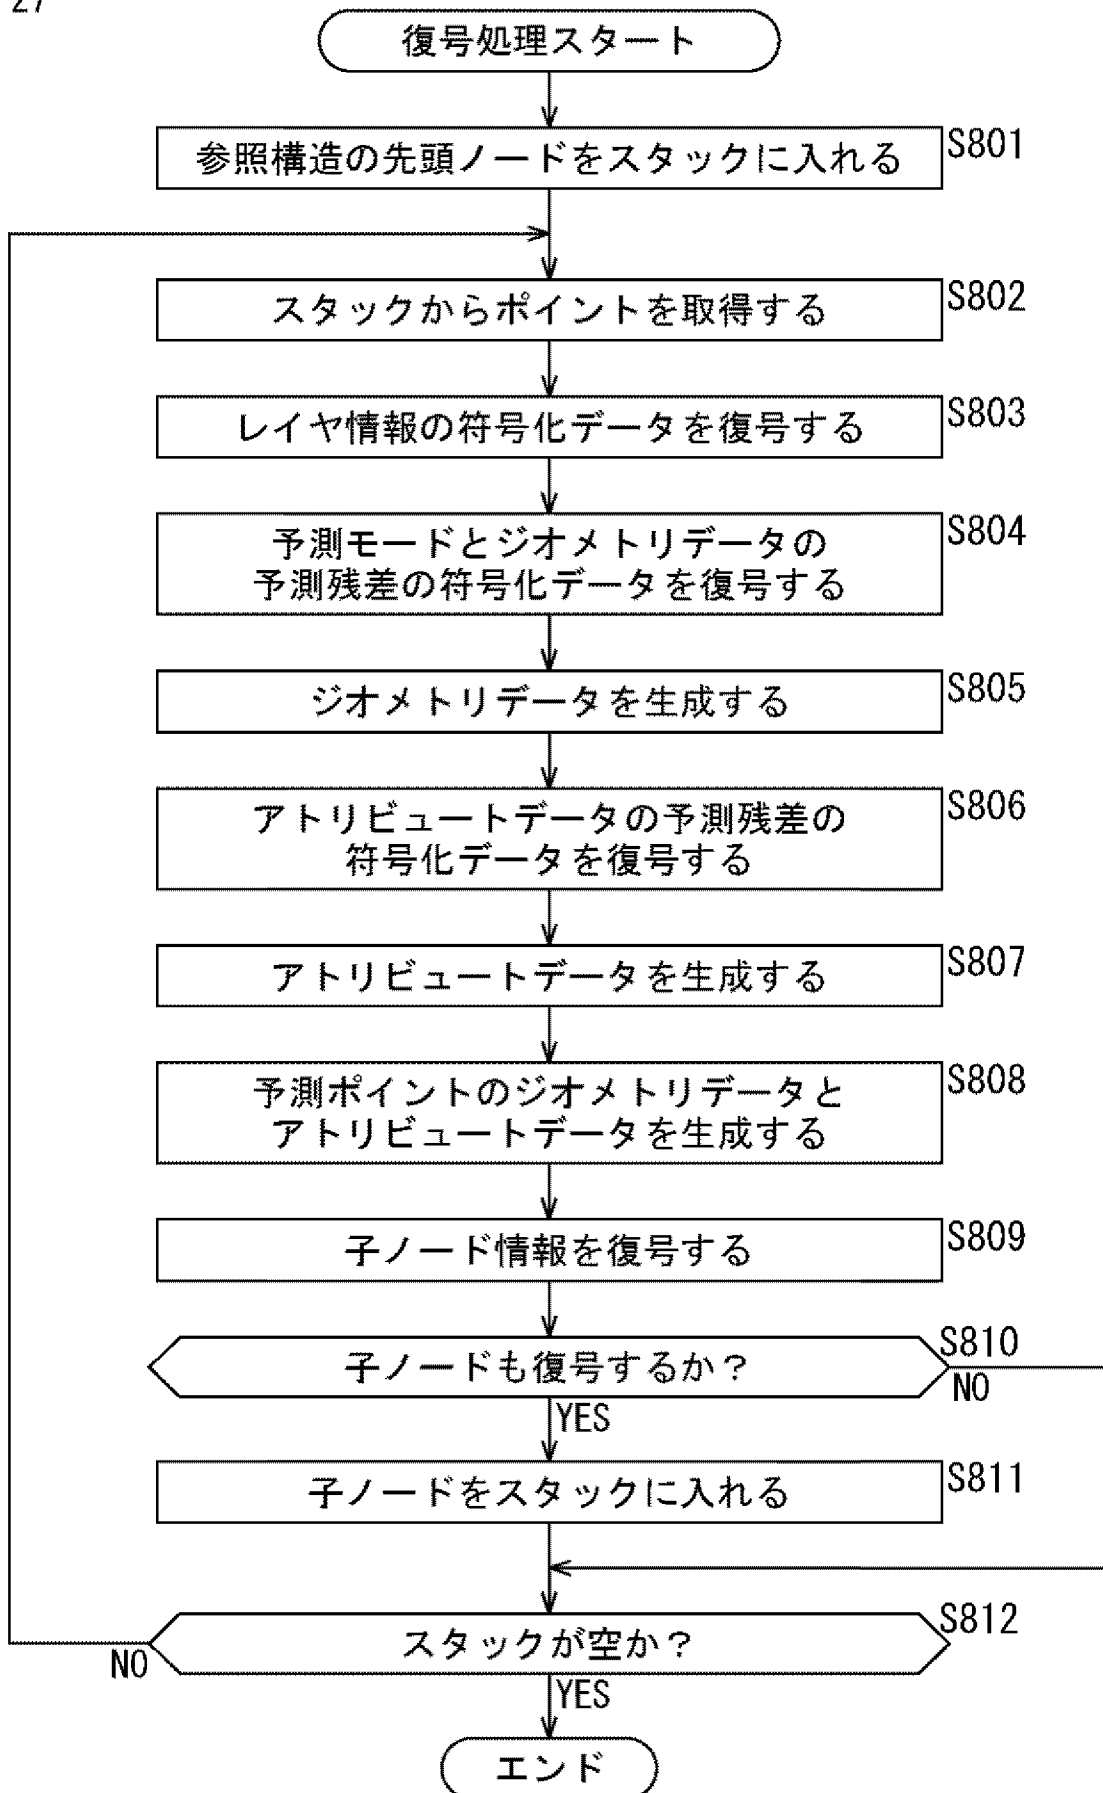 27
復号処理スタート
参照構造の先頭ノードをスタックに入れる
S801
スタックからポイントを取得する
S802
レイヤ情報の符号化データを復号する
S803
予測モードとジオメトリデータの
予測残差の符号化データを復号する
S804
ジオメトリデータを生成する
S805
アトリビュートデータの予測残差の
符号化データを復号する
S806
アトリビュートデータを生成する
S807
予測ポイントのジオメトリデータと
アトリビュートデータを生成する
S808
子ノード情報を復号する
S809
子ノードも復号するか?
S810
NO
YES
子ノードをスタックに入れる
S811
スタックが空か?
S812
NO
YES
エンド